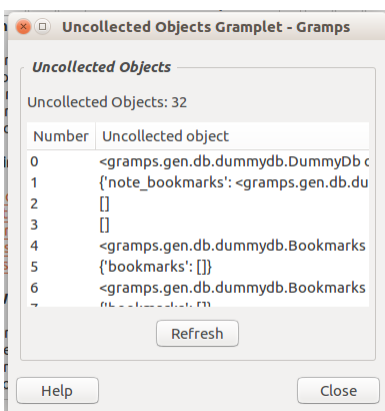 Uncollected Objects Gramplet - Gramps
Uncollected Objects
Uncollected Objects: 32
Number Uncollected object
0 <gramps.gen.db.dummydb.DummyDb
1 {'note_bookmarks': <gramps.gen.db.du
2 []
3 []
4 <gramps.gen.db.dummydb.Bookmarks
5 {'bookmarks': []}
6 <gramps.gen.db.dummydb.Bookmarks
Refresh
Help Close